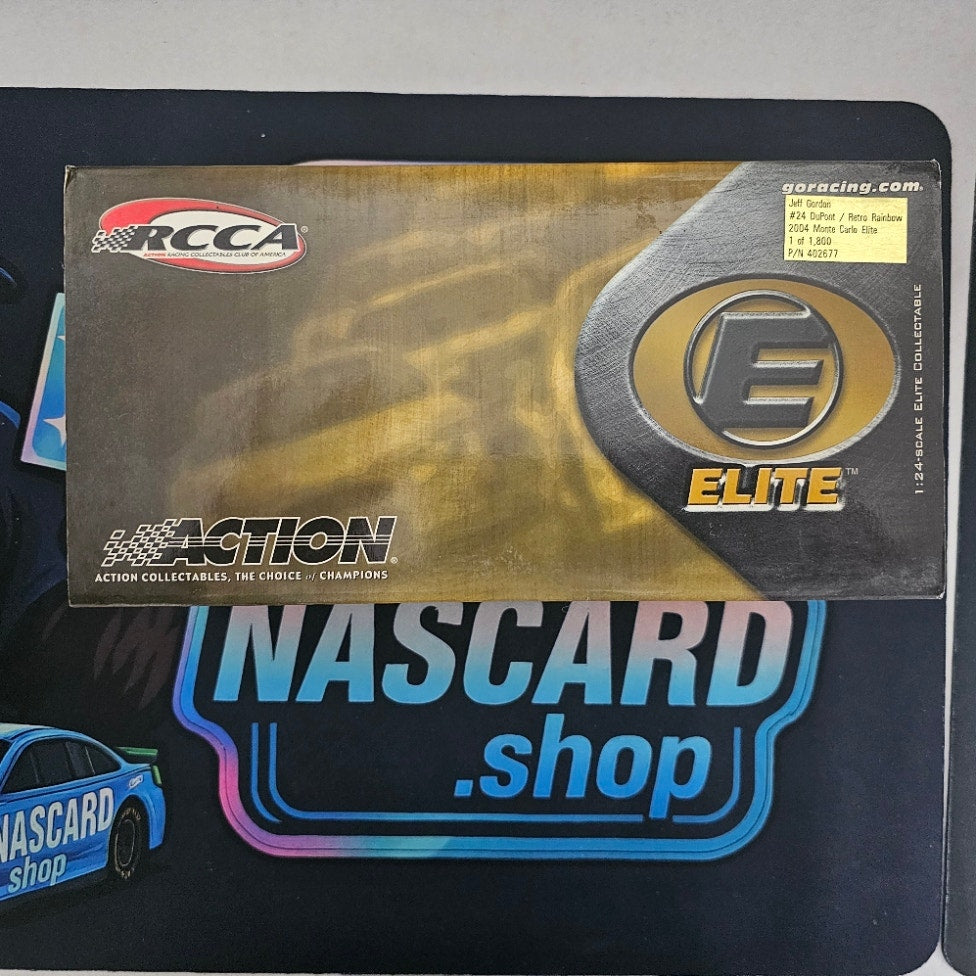 goracing.com®
Jeff Gordon
#24 DuPont / Retro Rainbow
2004 Monte Carlo Elite
1 of 1,800
P/N 402677
RCCA®
ACTION RACING COLLECTABLES CLUB OF AMERICA
E
ELITE™
1:24-SCALE ELITE COLLECTABLE
ACTION®
ACTION COLLECTABLES, THE CHOICE of CHAMPIONS
NASCARD
.shop
NASCARD
shop